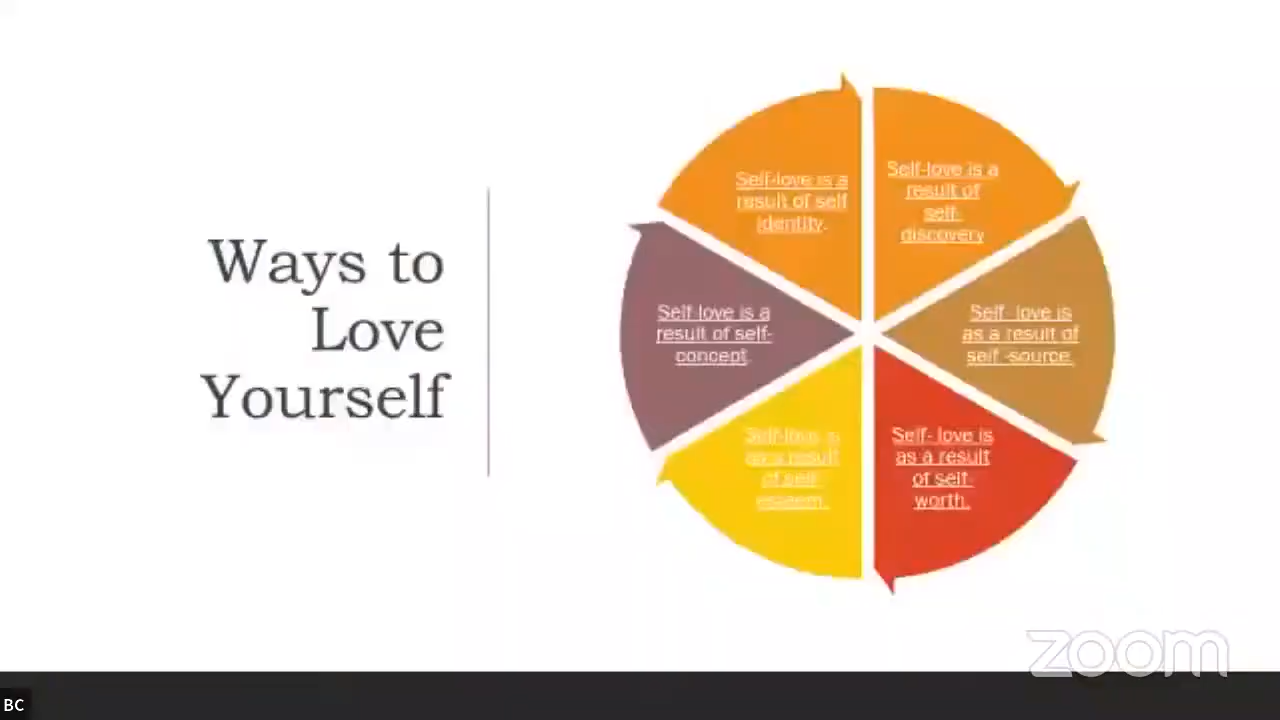 Ways to
Love
Yourself
Self-love is a
result of self
identity.
Self-love is a
result of
self-
discovery
Self- love is
as a result of
self -source.
Self- love is
as a result
of self-
worth.
Self-love is
as a result
of self-
esteem.
Self-love is a
result of self-
concept.
zoom
BC